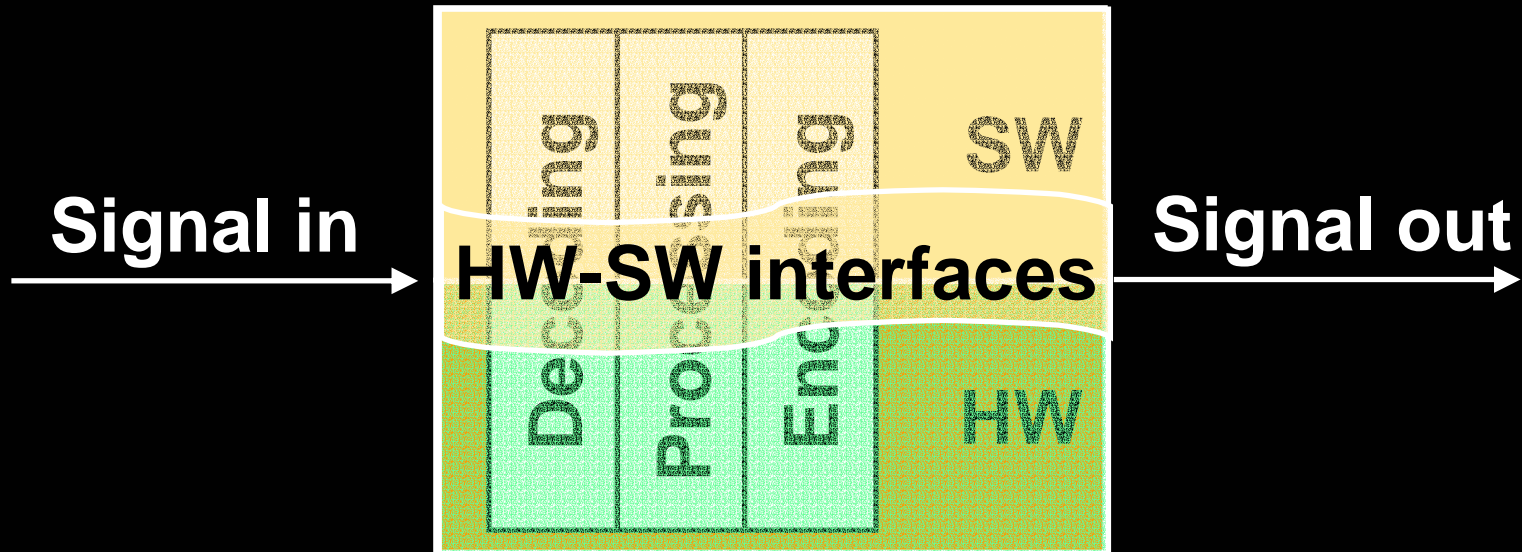 Signal in
Decoding
Processing
Encoding
SW
HW-SW interfaces
HW
Signal out